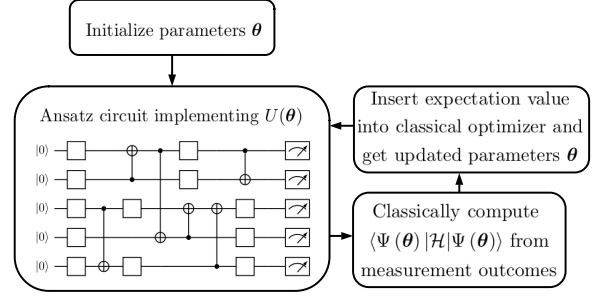 Initialize parameters θ
Ansatz circuit implementing U(θ)
|0⟩
|0⟩
|0⟩
|0⟩
|0⟩
Insert expectation value
into classical optimizer and
get updated parameters θ
Classically compute
⟨Ψ (θ) |ℋ|Ψ (θ)⟩ from
measurement outcomes